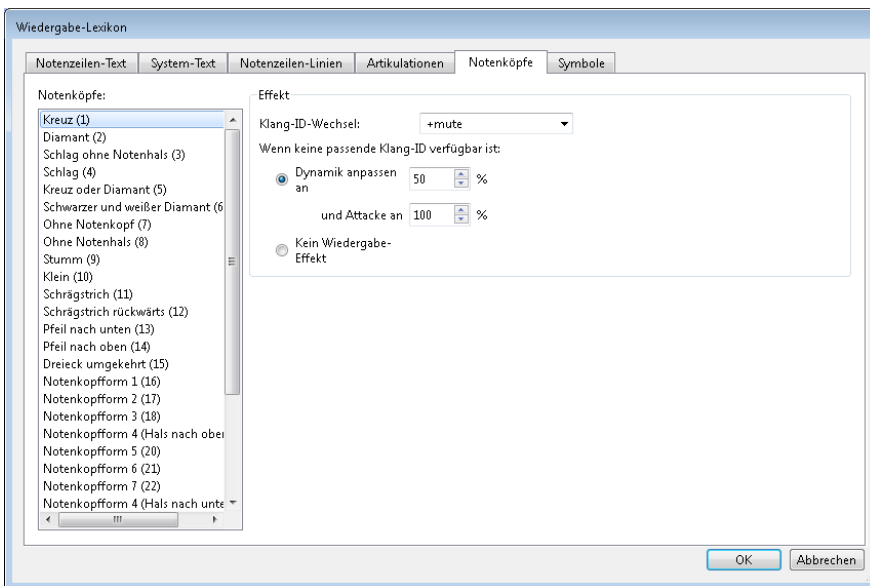 Wiedergabe-Lexikon
Notenzeilen-Text System-Text Notenzeilen-Linien Artikulationen Notenköpfe Symbole
Notenköpfe:
Kreuz (1)
Diamant (2)
Schlag ohne Notenhals (3)
Schlag (4)
Kreuz oder Diamant (5)
Schwarzer und weißer Diamant (6
Ohne Notenkopf (7)
Ohne Notenhals (8)
Stumm (9)
Klein (10)
Schrägstrich (11)
Schrägstrich rückwärts (12)
Pfeil nach unten (13)
Pfeil nach oben (14)
Dreieck umgekehrt (15)
Notenkopfform 1 (16)
Notenkopfform 2 (17)
Notenkopfform 3 (18)
Notenkopfform 4 (Hals nach ober
Notenkopfform 5 (20)
Notenkopfform 6 (21)
Notenkopfform 7 (22)
Notenkopfform 4 (Hals nach unte
Effekt
Klang-ID-Wechsel: +mute
Wenn keine passende Klang-ID verfügbar ist:
Dynamik anpassen
an
50 %
und Attacke an 100 %
Kein Wiedergabe-
Effekt
OK Abbrechen